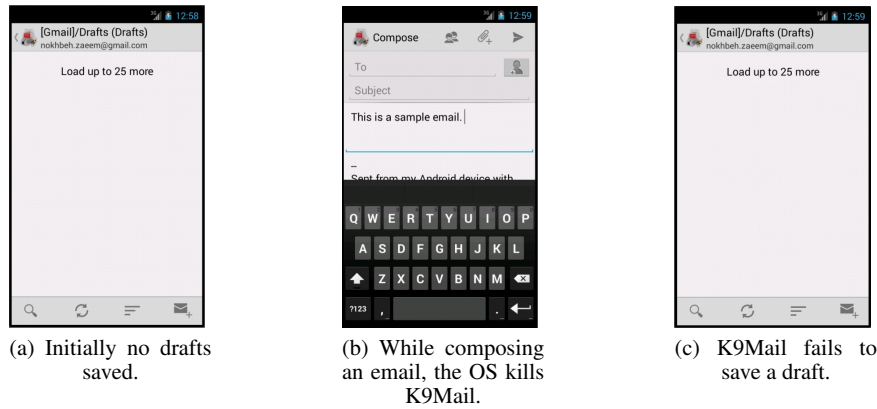 3G 12:58
[Gmail]/Drafts (Drafts)
nokhbeh.zaeem@gmail.com
Load up to 25 more
(a) Initially no drafts
saved.
3G 12:59
Compose
To
Subject
This is a sample email.
–
Sent from my Android device with
Q W E R T Y U I O P
A S D F G H J K L
Z X C V B N M
?123 , .
(b) While composing
an email, the OS kills
K9Mail.
3G 12:59
[Gmail]/Drafts (Drafts)
nokhbeh.zaeem@gmail.com
Load up to 25 more
(c) K9Mail fails to
save a draft.